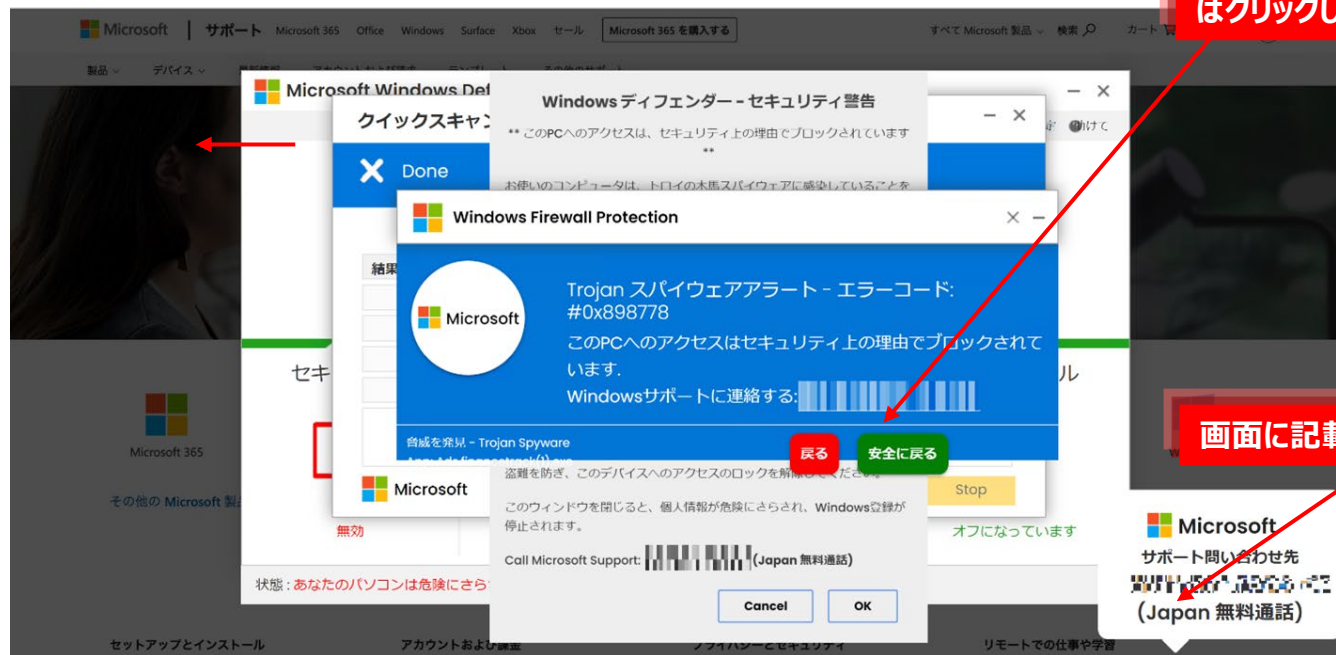 はクリックし
Microsoft
サポート
Microsoft 365
Office
Windows
Surface
Xbox
セール
Microsoft 365 を購入する
すべて Microsoft 製品
検索
カート
製品
デバイス
Microsoft Windows Def
クイックスキャン
Done
結果
Windows ディフェンダー - セキュリティ警告
** このPCへのアクセスは、セキュリティ上の理由でブロックされています
**
お使いのコンピュータは、トロイの木馬スパイウェアに感染していることを
Windows Firewall Protection
Microsoft
Trojan スパイウェアアラート - エラーコード:
#0x898778
このPCへのアクセスはセキュリティ上の理由でブロックされて
います.
Windowsサポートに連絡する:
脅威を発見 - Trojan Spyware
戻る
安全に戻る
セキ
ル
Microsoft 365
その他の Microsoft 製
Microsoft
Stop
無効
オフになっています
盗難を防ぎ、このデバイスへのアクセスのロックを解除してください。
このウィンドウを閉じると、個人情報が危険にさらされ、Windows登録が
停止されます。
Call Microsoft Support:
(Japan 無料通話)
Cancel
OK
状態 : あなたのパソコンは危険にさら
画面に記載
Microsoft
サポート問い合わせ先
(Japan 無料通話)
セットアップとインストール
アカウントおよび課金
プライバシーとセキュリティ
リモートでの仕事や学習